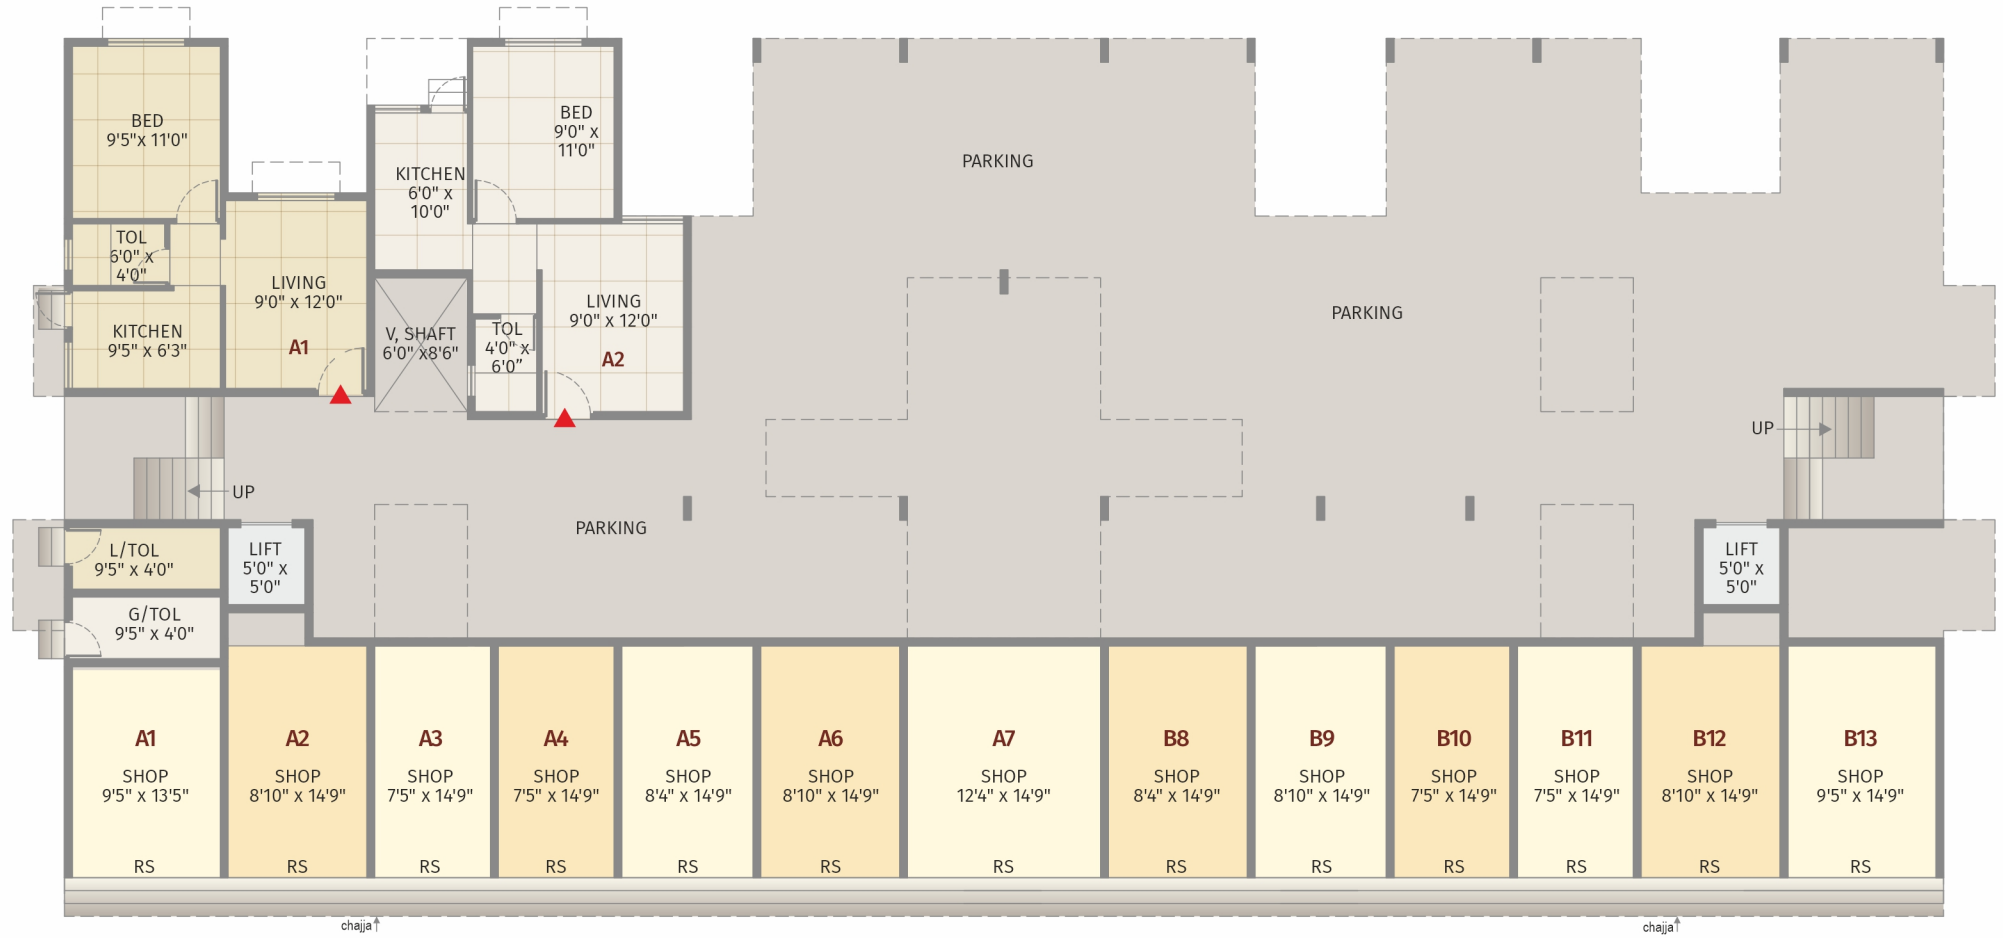 BED
9'5"x 11'0"
BED
9'0" x
11'0"
KITCHEN
6'0" x
10'0"
PARKING
TOL
6'0" x
4'0"
LIVING
9'0" x 12'0"
A1
KITCHEN
9'5" x 6'3"
V, SHAFT
6'0" x8'6"
TOL
4'0" x
6'0”
LIVING
9'0" x 12'0"
A2
PARKING
UP
UP
PARKING
L/TOL
9'5" x 4'0"
LIFT
5'0" x
5'0"
G/TOL
9'5" x 4'0"
LIFT
5'0" x
5'0"
A1
SHOP
9'5" x 13'5"
RS
A2
SHOP
8'10" x 14'9"
RS
A3
SHOP
7'5" x 14'9"
RS
A4
SHOP
7'5" x 14'9"
RS
A5
SHOP
8'4" x 14'9"
RS
A6
SHOP
8'10" x 14'9"
RS
A7
SHOP
12'4" x 14'9"
RS
B8
SHOP
8'4" x 14'9"
RS
B9
SHOP
8'10" x 14'9"
RS
B10
SHOP
7'5" x 14'9"
RS
B11
SHOP
7'5" x 14'9"
RS
B12
SHOP
8'10" x 14'9"
RS
B13
SHOP
9'5" x 14'9"
RS
chajja
chajja